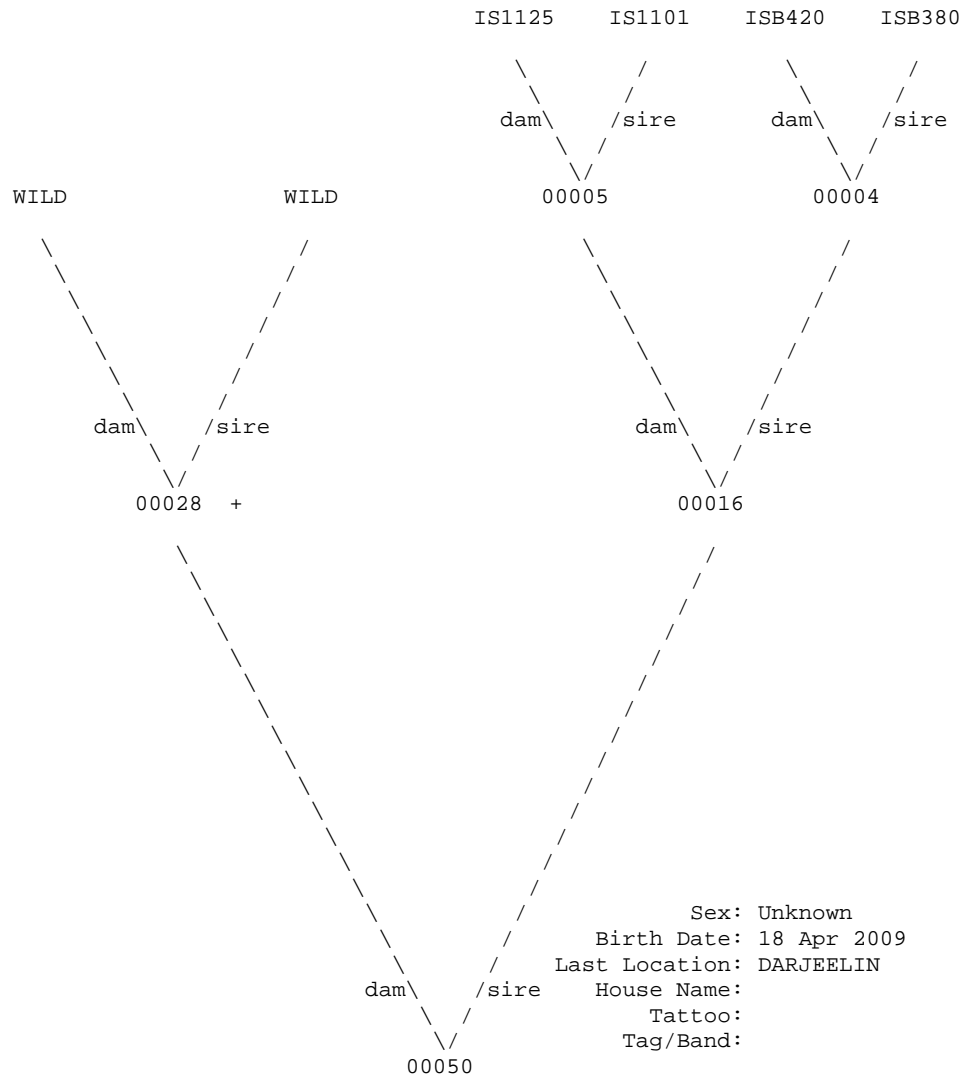 IS1125 IS1101 ISB420 ISB380
dam sire dam sire
WILD WILD 00005 00004
dam sire dam sire
00028 + 00016
Sex: Unknown
Birth Date: 18 Apr 2009
Last Location: DARJEELIN
dam sire House Name:
Tattoo:
Tag/Band:
00050